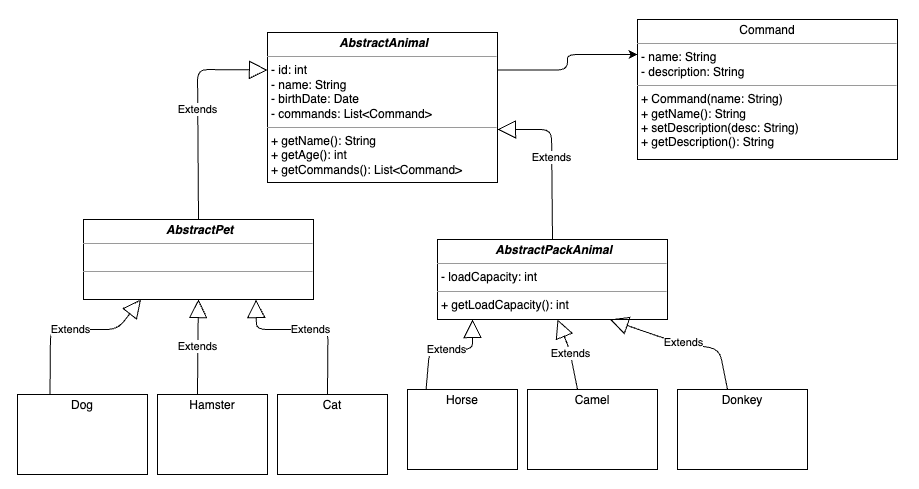 AbstractAnimal
- id: int
- name: String
- birthDate: Date
- commands: List<Command>
+ getName(): String
+ getAge(): int
+ getCommands(): List<Command>
Command
- name: String
- description: String
+ Command(name: String)
+ getName(): String
+ setDescription(desc: String)
+ getDescription(): String
Extends
Extends
AbstractPet
AbstractPackAnimal
- loadCapacity: int
+ getLoadCapacity(): int
Extends
Extends
Extends
Extends
Extends
Extends
Dog
Hamster
Cat
Horse
Camel
Donkey